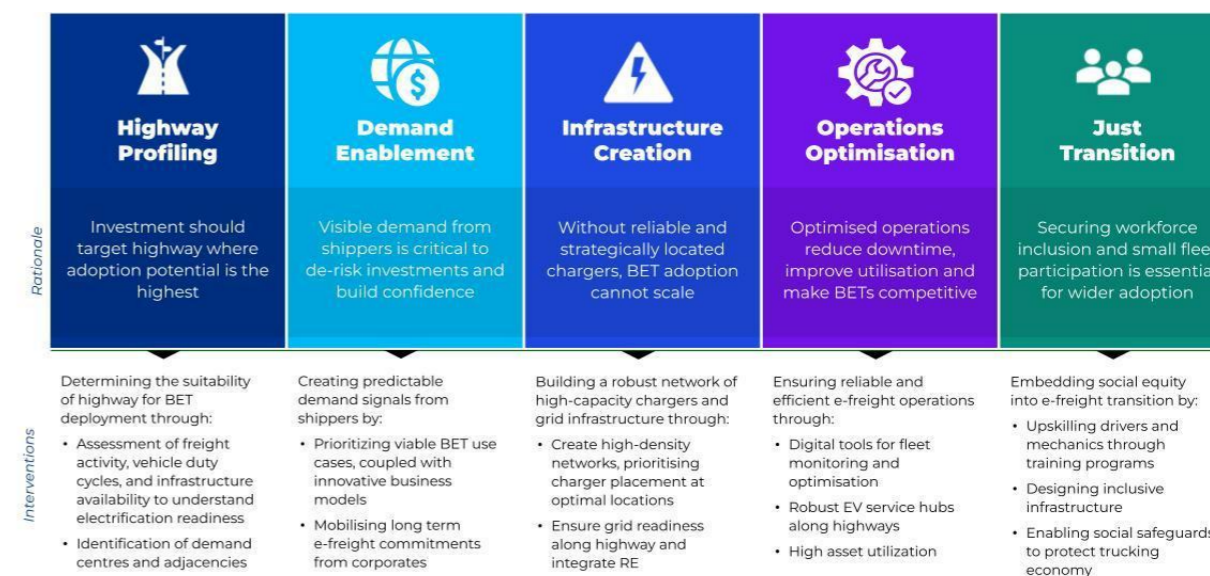 Highway
Profiling
Demand
Enablement
Infrastructure
Creation
Operations
Optimisation
Just
Transition
Rationale
Investment should
target highway where
adoption potential is the
highest
Visible demand from
shippers is critical to
de-risk investments and
build confidence
Without reliable and
strategically located
chargers, BET adoption
cannot scale
Optimised operations
reduce downtime,
improve utilisation and
make BETs competitive
Securing workforce
inclusion and small flee
participation is essentia
for wider adoption
Interventions
Determining the suitability
of highway for BET
deployment through:
• Assessment of freight
activity, vehicle duty
cycles, and infrastructure
availability to understand
electrification readiness
• Identification of demand
centres and adjacencies
Creating predictable
demand signals from
shippers by:
• Prioritizing viable BET use
cases, coupled with
innovative business
models
• Mobilising long term
e-freight commitments
from corporates
Building a robust network of
high-capacity chargers and
grid infrastructure through:
• Create high-density
networks, prioritising
charger placement at
optimal locations
• Ensure grid readiness
along highway and
integrate RE
Ensuring reliable and
efficient e-freight operations
through:
• Digital tools for fleet
monitoring and
optimisation
• Robust EV service hubs
along highways
• High asset utilization
Embedding social equity
into e-freight transition by:
• Upskilling drivers and
mechanics through
training programs
• Designing inclusive
infrastructure
• Enabling social safeguards
to protect trucking
economy